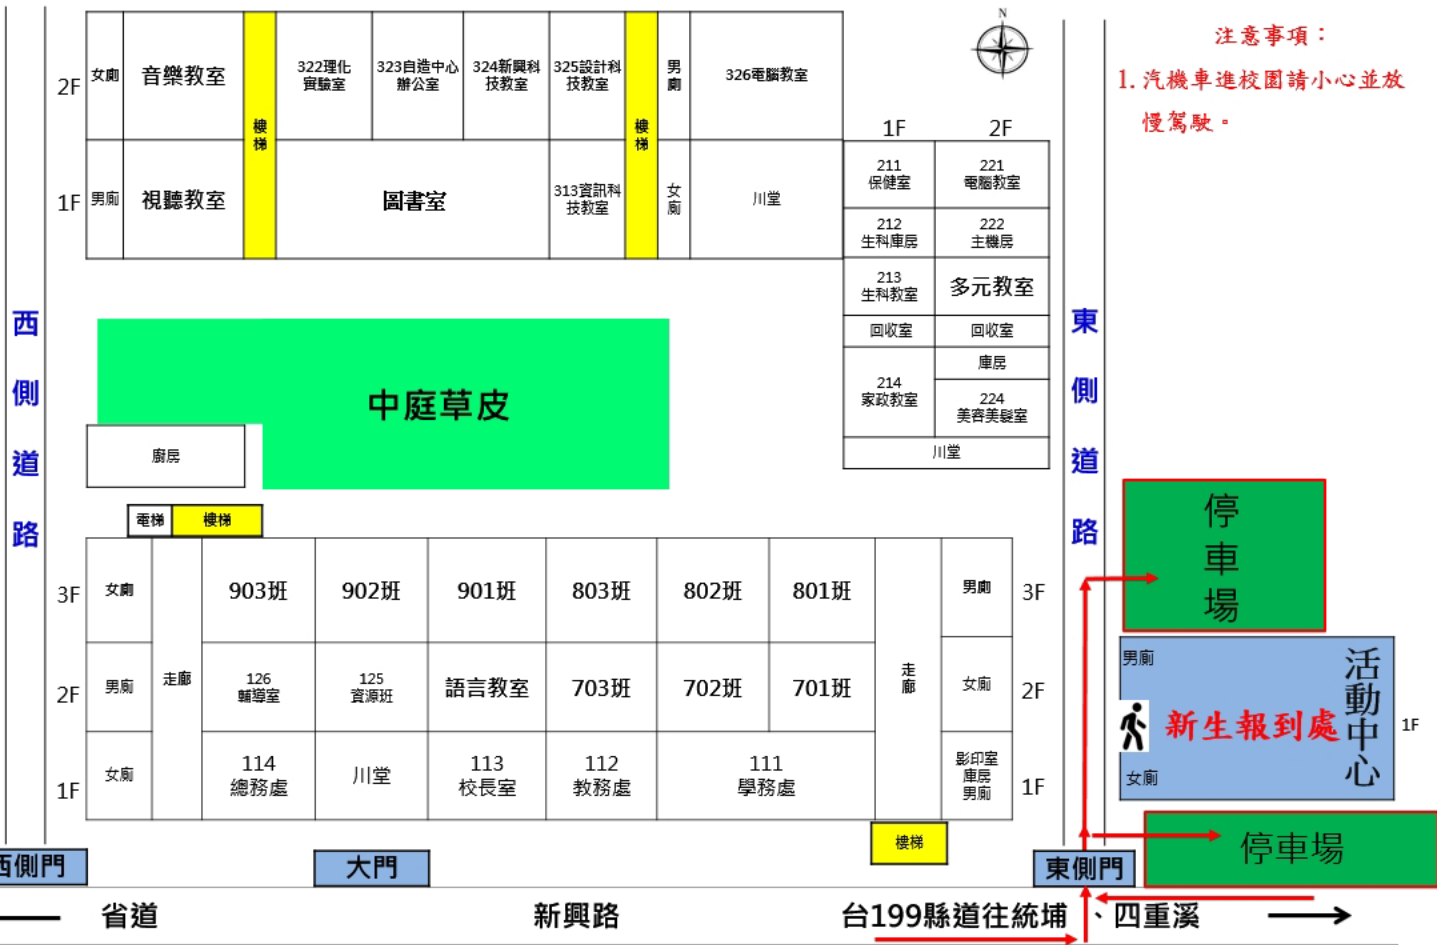 N
注意事項：
1. 汽機車進校園請小心並放
慢駕駛。
2F
女廁
音樂教室
樓梯
322理化
實驗室
323自造中心
辦公室
324新興科
技教室
325設計科
技教室
樓梯
男廁
326電腦教室
1F
男廁
視聽教室
圖書室
313資訊科
技教室
女廁
川堂
1F
2F
211
保健室
221
電腦教室
212
生科庫房
222
主機房
213
生科教室
多元教室
回收室
回收室
庫房
214
家政教室
224
美容美髮室
川堂
西側道路
東側道路
中庭草皮
廚房
電梯
樓梯
停車場
3F
女廁
903班
902班
901班
803班
802班
801班
男廁
3F
2F
男廁
走廊
126
輔導室
125
資源班
語言教室
703班
702班
701班
走廊
女廁
2F
1F
女廁
114
總務處
川堂
113
校長室
112
教務處
111
學務處
影印室
庫房
男廁
1F
男廁
新生報到處
活動中心
1F
女廁
樓梯
停車場
西側門
大門
東側門
省道
新興路
台199縣道往統埔、四重溪